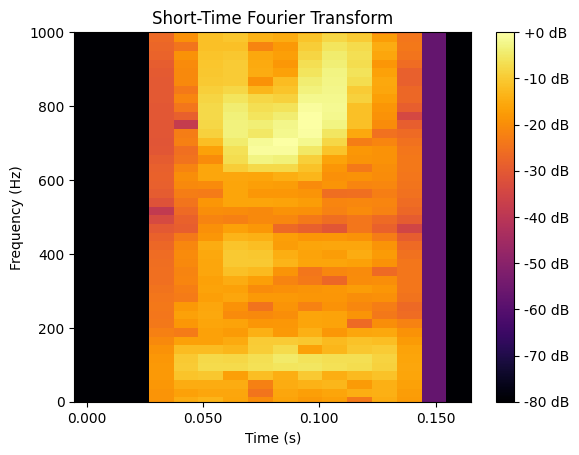 Short-Time Fourier Transform
1000
800
600
400
200
0
Frequency (Hz)
0.000
0.050
0.100
0.150
Time (s)
+0 dB
-10 dB
-20 dB
-30 dB
-40 dB
-50 dB
-60 dB
-70 dB
-80 dB